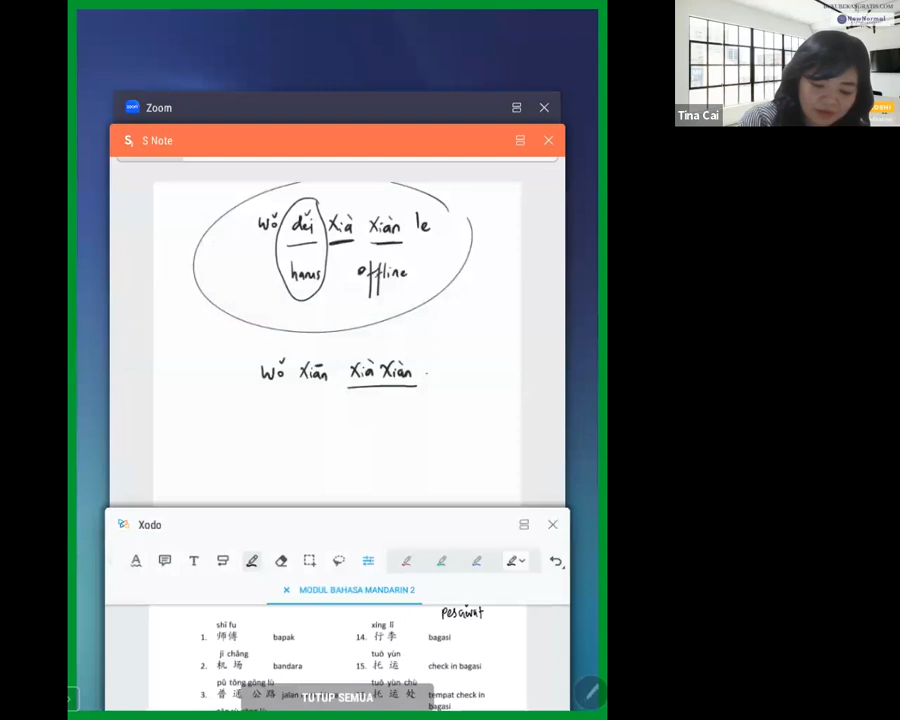 NewNormal
Tina Cai
Zoom
S Note
wǒ děi xià xiàn le
harus offline
wǒ xiān xià xiàn.
Xodo
MODUL BAHASA MANDARIN 2
pesawat
shī fu xíng lǐ
1. 师傅 bapak 14. 行李 bagasi
jī chǎng tuō yùn
2. 机场 bandara 15. 托运 check in bagasi
pǔ tōng gōng lù tuō yùn chù
3. 普通 公路 jalan 托运处 tempat check in bagasi
TUTUP SEMUA